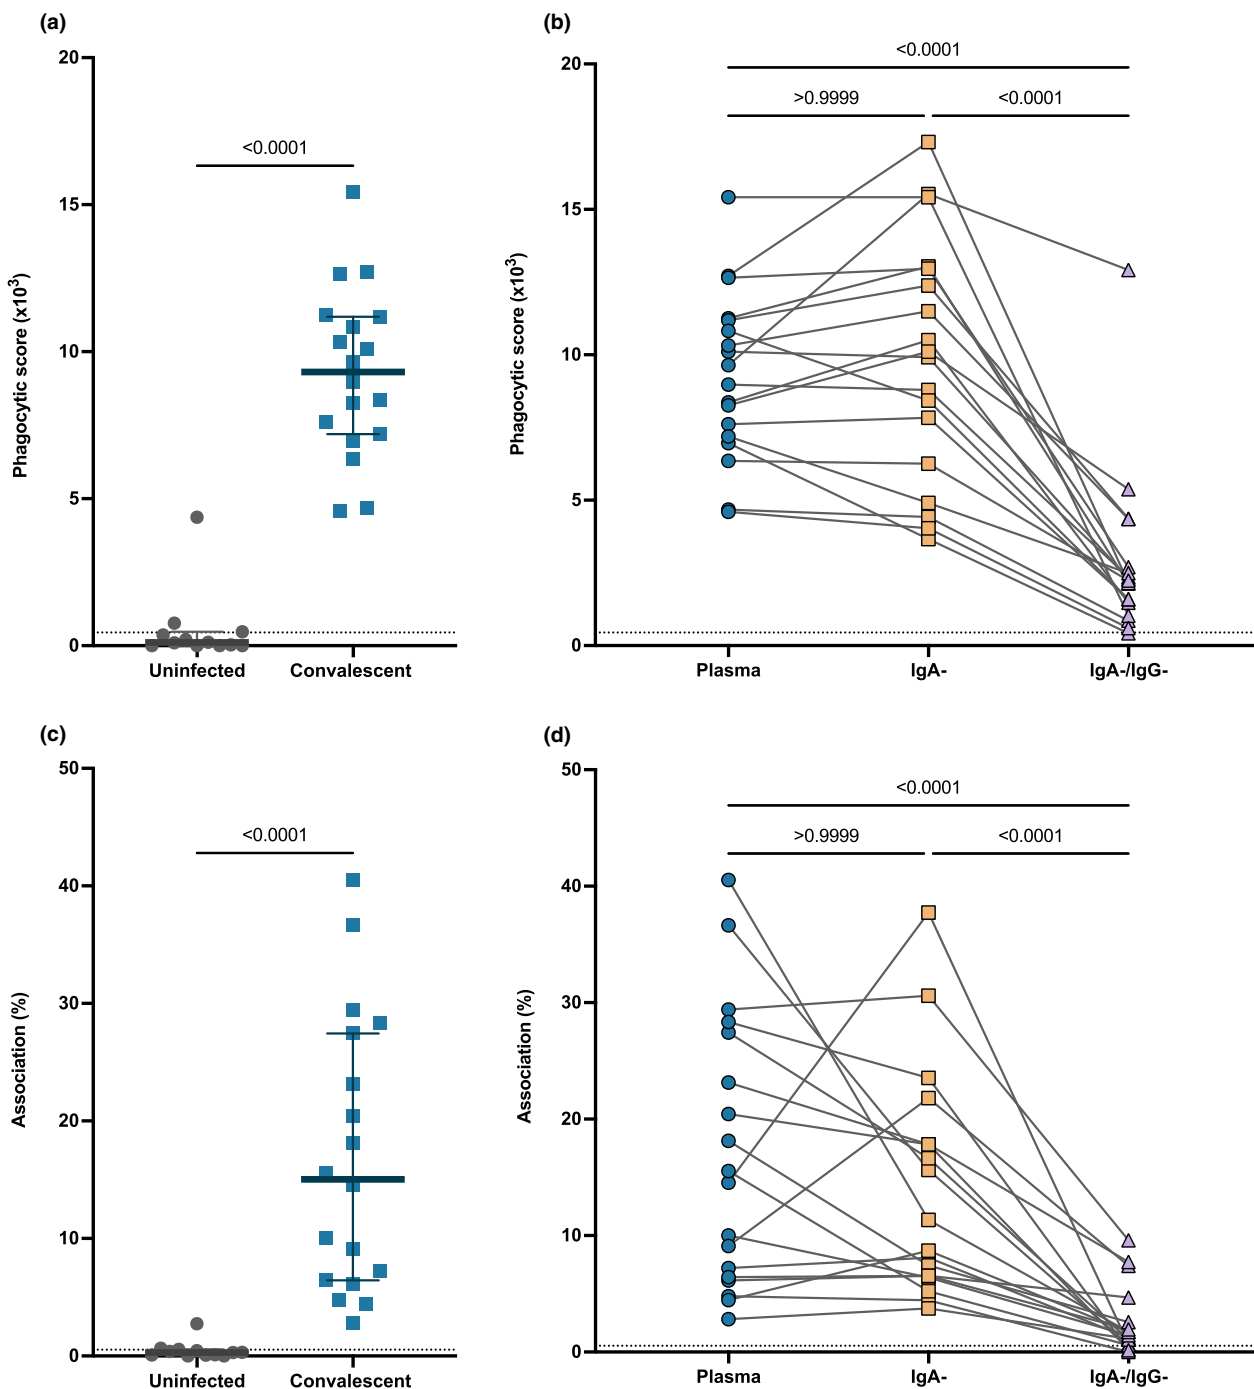 (a)
20
15
10
5
0
Phagocytic score (x10³)
<0.0001
Uninfected
Convalescent
(b)
20
15
10
5
0
Phagocytic score (x10³)
<0.0001
>0.9999
<0.0001
Plasma
IgA-
IgA-/IgG-
(c)
50
40
30
20
10
0
Association (%)
<0.0001
Uninfected
Convalescent
(d)
50
40
30
20
10
0
Association (%)
<0.0001
>0.9999
<0.0001
Plasma
IgA-
IgA-/IgG-